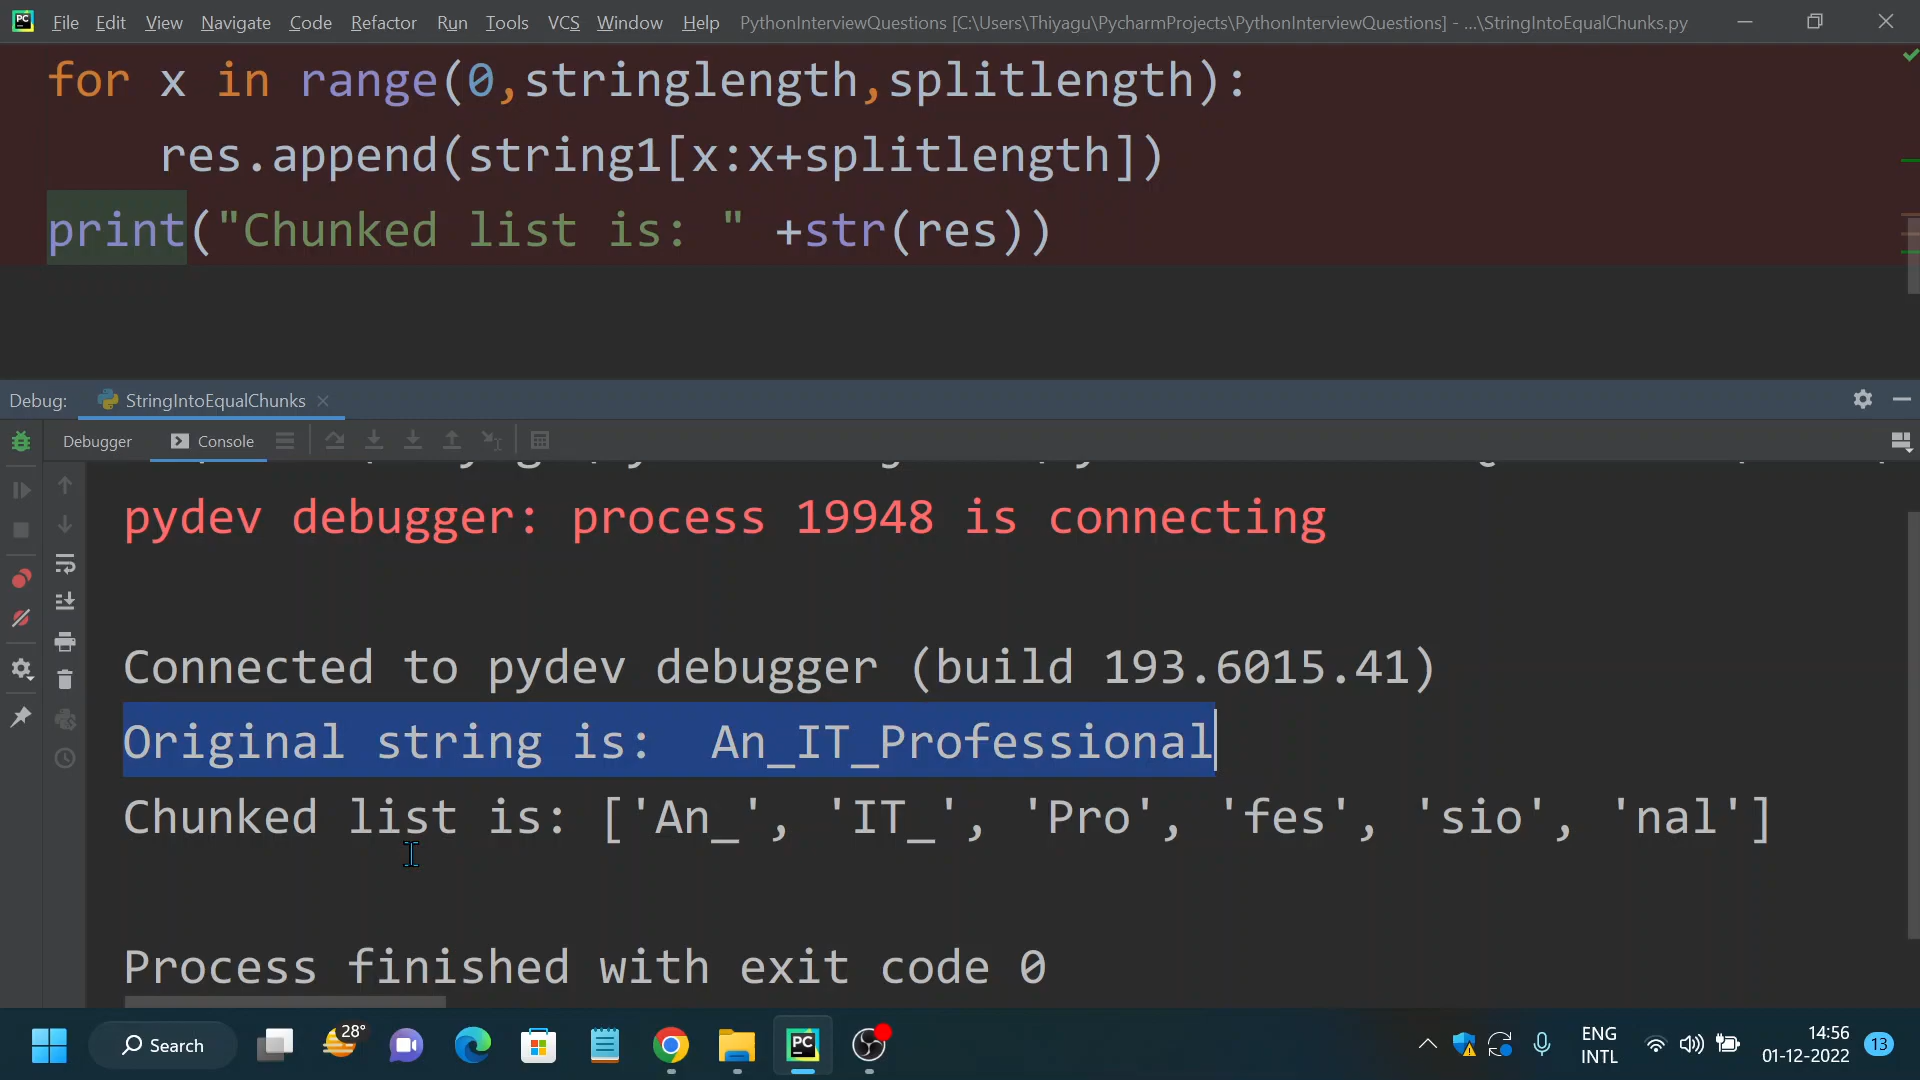 PC File Edit View Navigate Code Refactor Run Tools VCS Window Help PythonInterviewQuestions [C:\Users\Thiyagu\PycharmProjects\PythonInterviewQuestions] - ...\StringIntoEqualChunks.py
for x in range(0,stringlength,splitlength):
    res.append(string1[x:x+splitlength])
print("Chunked list is: " +str(res))
Debug: StringIntoEqualChunks
Debugger Console
pydev debugger: process 19948 is connecting
Connected to pydev debugger (build 193.6015.41)
Original string is:  An_IT_Professional
Chunked list is: ['An_', 'IT_', 'Pro', 'fes', 'sio', 'nal']
Process finished with exit code 0
Search 28° PC ENG 14:56 13
INTL 01-12-2022